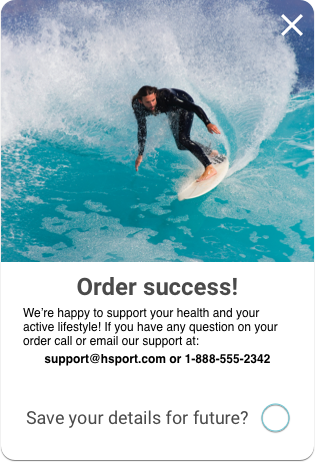 Order success!
We're happy to support your health and your
active lifestyle! If you have any question on your
order call or email our support at:
support@hsport.com or 1-888-555-2342
Save your details for future?